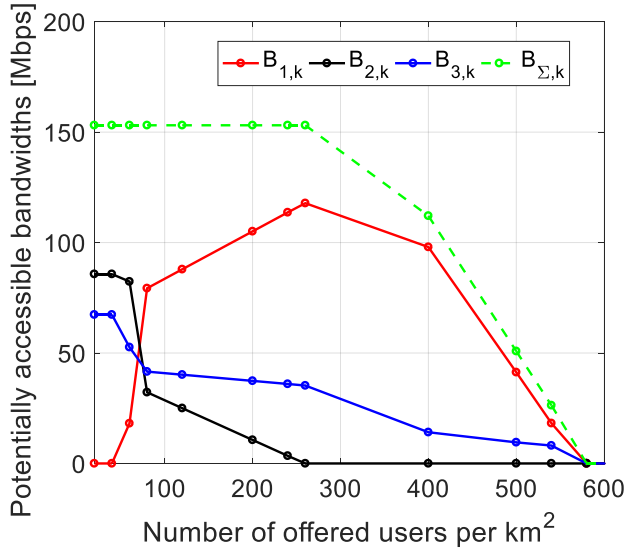 Potentially accessible bandwidths [Mbps]
200
150
100
50
0
B1,k B2,k B3,k BΣ,k
100 200 300 400 500 600
Number of offered users per km²